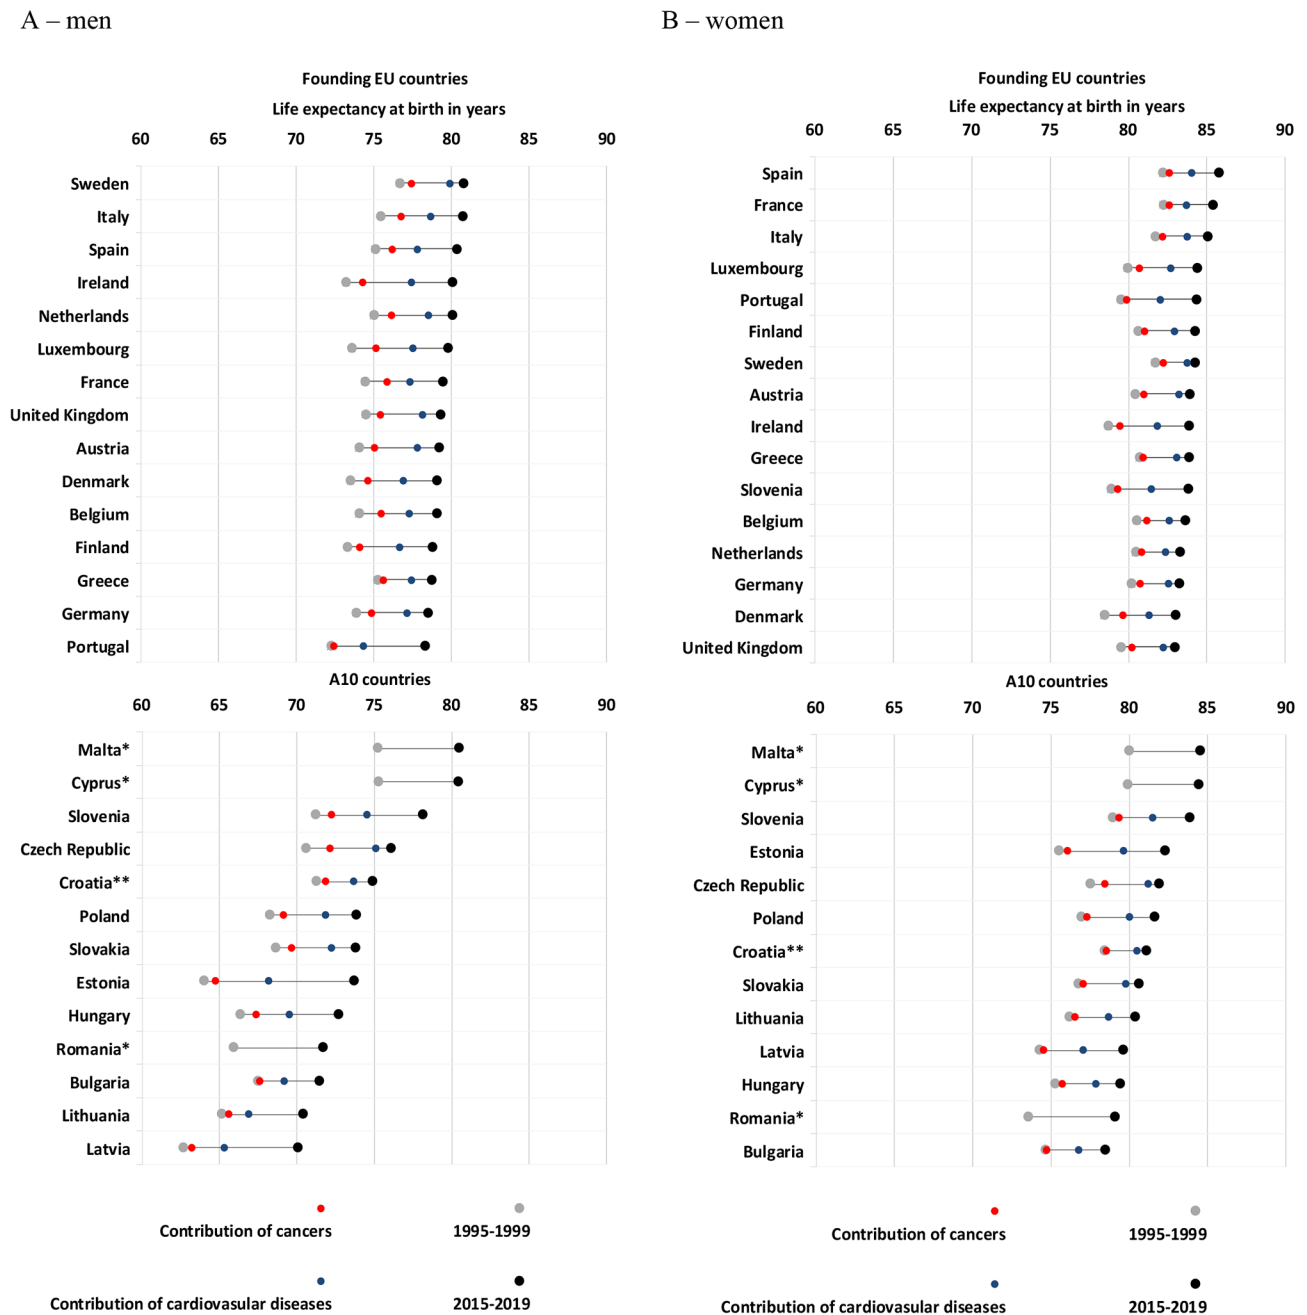 A – men
Founding EU countries
Life expectancy at birth in years
60 65 70 75 80 90
Sweden
Italy
Spain
Ireland
Netherlands
Luxembourg
France
United Kingdom
Austria
Denmark
Belgium
Finland
Greece
Germany
Portugal
A10 countries
60 65 70 75 80 90
Malta*
Cyprus*
Slovenia
Czech Republic
Croatia**
Poland
Slovakia
Estonia
Hungary
Romania*
Bulgaria
Lithuania
Latvia
Contribution of cancers
1995-1999
Contribution of cardiovasular diseases
2015-2019
B – women
Founding EU countries
Life expectancy at birth in years
60 65 70 75 80 85 90
Spain
France
Italy
Luxembourg
Portugal
Finland
Sweden
Austria
Ireland
Greece
Slovenia
Belgium
Netherlands
Germany
Denmark
United Kingdom
A10 countries
60 65 70 75 80 85 90
Malta*
Cyprus*
Slovenia
Estonia
Czech Republic
Poland
Croatia**
Slovakia
Lithuania
Latvia
Hungary
Romania*
Bulgaria
Contribution of cancers
1995-1999
Contribution of cardiovasular diseases
2015-2019